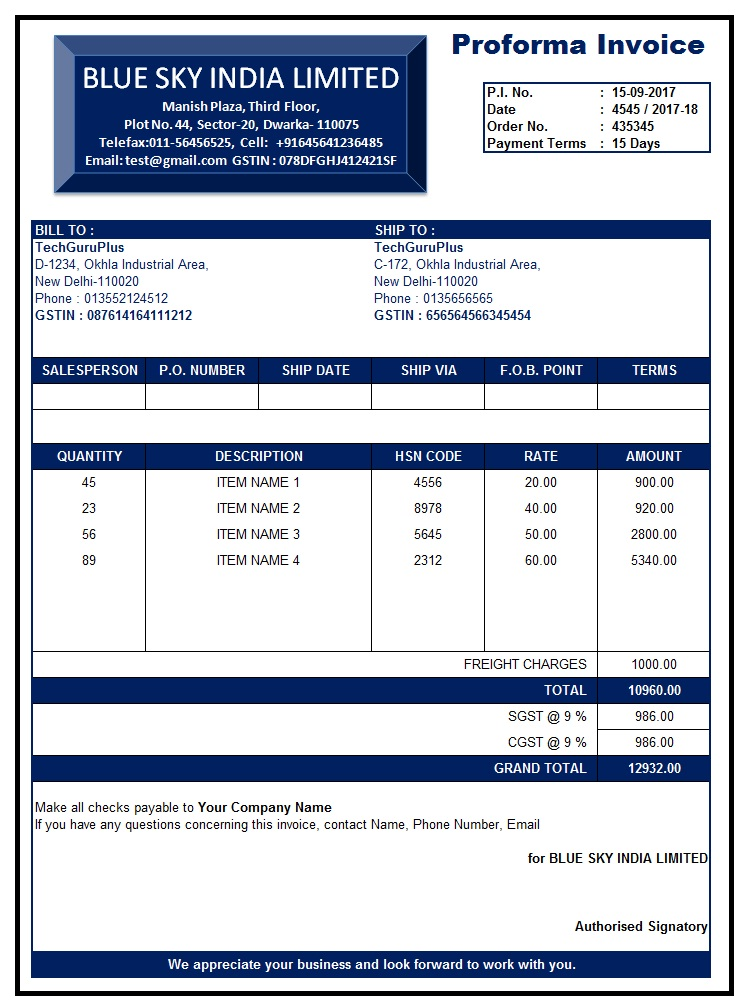 Proforma Invoice
BLUE SKY INDIA LIMITED
Manish Plaza, Third Floor,
Plot No. 44, Sector-20, Dwarka- 110075
Telefax:011-56456525, Cell: +91645641236485
Email: test@gmail.com GSTIN : 078DFGHJ412421SF
P.I. No. : 15-09-2017
Date : 4545 / 2017-18
Order No. : 435345
Payment Terms : 15 Days
BILL TO : SHIP TO :
TechGuruPlus TechGuruPlus
D-1234, Okhla Industrial Area, C-172, Okhla Industrial Area,
New Delhi-110020 New Delhi-110020
Phone : 013552124512 Phone : 0135656565
GSTIN : 087614164111212 GSTIN : 656564566345454
SALESPERSON P.O. NUMBER SHIP DATE SHIP VIA F.O.B. POINT TERMS
QUANTITY DESCRIPTION HSN CODE RATE AMOUNT
45 ITEM NAME 1 4556 20.00 900.00
23 ITEM NAME 2 8978 40.00 920.00
56 ITEM NAME 3 5645 50.00 2800.00
89 ITEM NAME 4 2312 60.00 5340.00
FREIGHT CHARGES 1000.00
TOTAL 10960.00
SGST @ 9 % 986.00
CGST @ 9 % 986.00
GRAND TOTAL 12932.00
Make all checks payable to Your Company Name
If you have any questions concerning this invoice, contact Name, Phone Number, Email
for BLUE SKY INDIA LIMITED
Authorised Signatory
We appreciate your business and look forward to work with you.